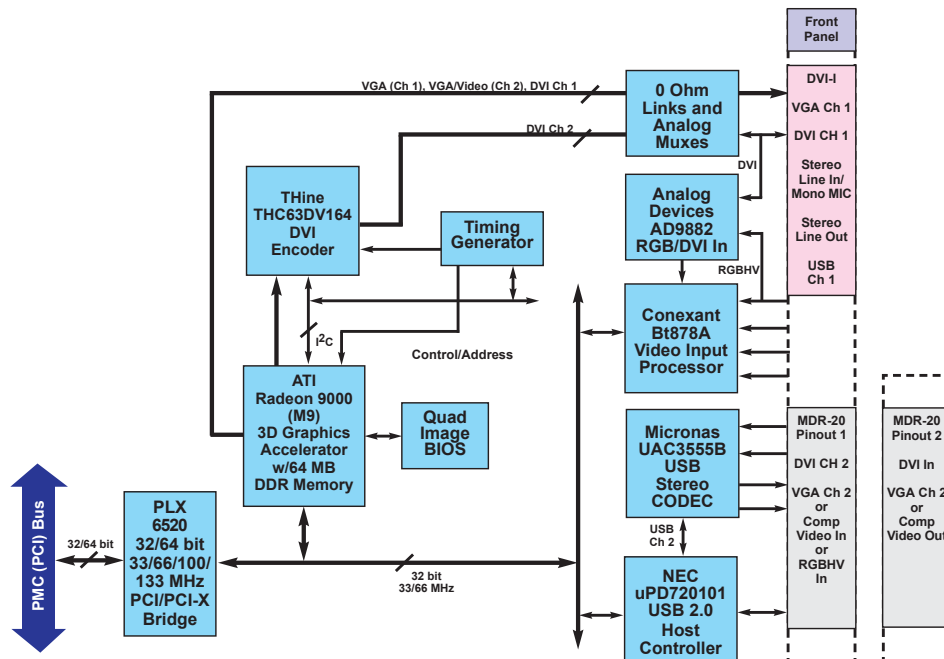 Front
Panel
DVI-I
VGA Ch 1
DVI CH 1
Stereo
Line In/
Mono MIC
Stereo
Line Out
USB
Ch 1
VGA (Ch 1), VGA/Video (Ch 2), DVI Ch 1
0 Ohm
Links and
Analog
Muxes
DVI Ch 2
DVI
THine
THC63DV164
DVI
Encoder
Timing
Generator
Analog
Devices
AD9882
RGB/DVI In
RGBHV
Conexant
Bt878A
Video Input
Processor
I2C
Control/Address
ATI
Radeon 9000
(M9)
3D Graphics
Accelerator
w/64 MB
DDR Memory
Quad
Image
BIOS
Micronas
UAC3555B
USB
Stereo
CODEC
MDR-20
Pinout 1
DVI CH 2
VGA Ch 2
or
Comp
Video In
or
RGBHV
In
MDR-20
Pinout 2
DVI In
VGA Ch 2
or
Comp
Video Out
PMC (PCI) Bus
32/64 bit
PLX
6520
32/64 bit
33/66/100/
133 MHz
PCI/PCI-X
Bridge
32 bit
33/66 MHz
USB
Ch 2
NEC
uPD720101
USB 2.0
Host
Controller